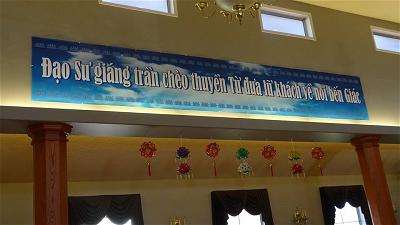 Đạo Sư giáng trần chèo thuyền Từ đưa lữ khách về nơi bến Giác